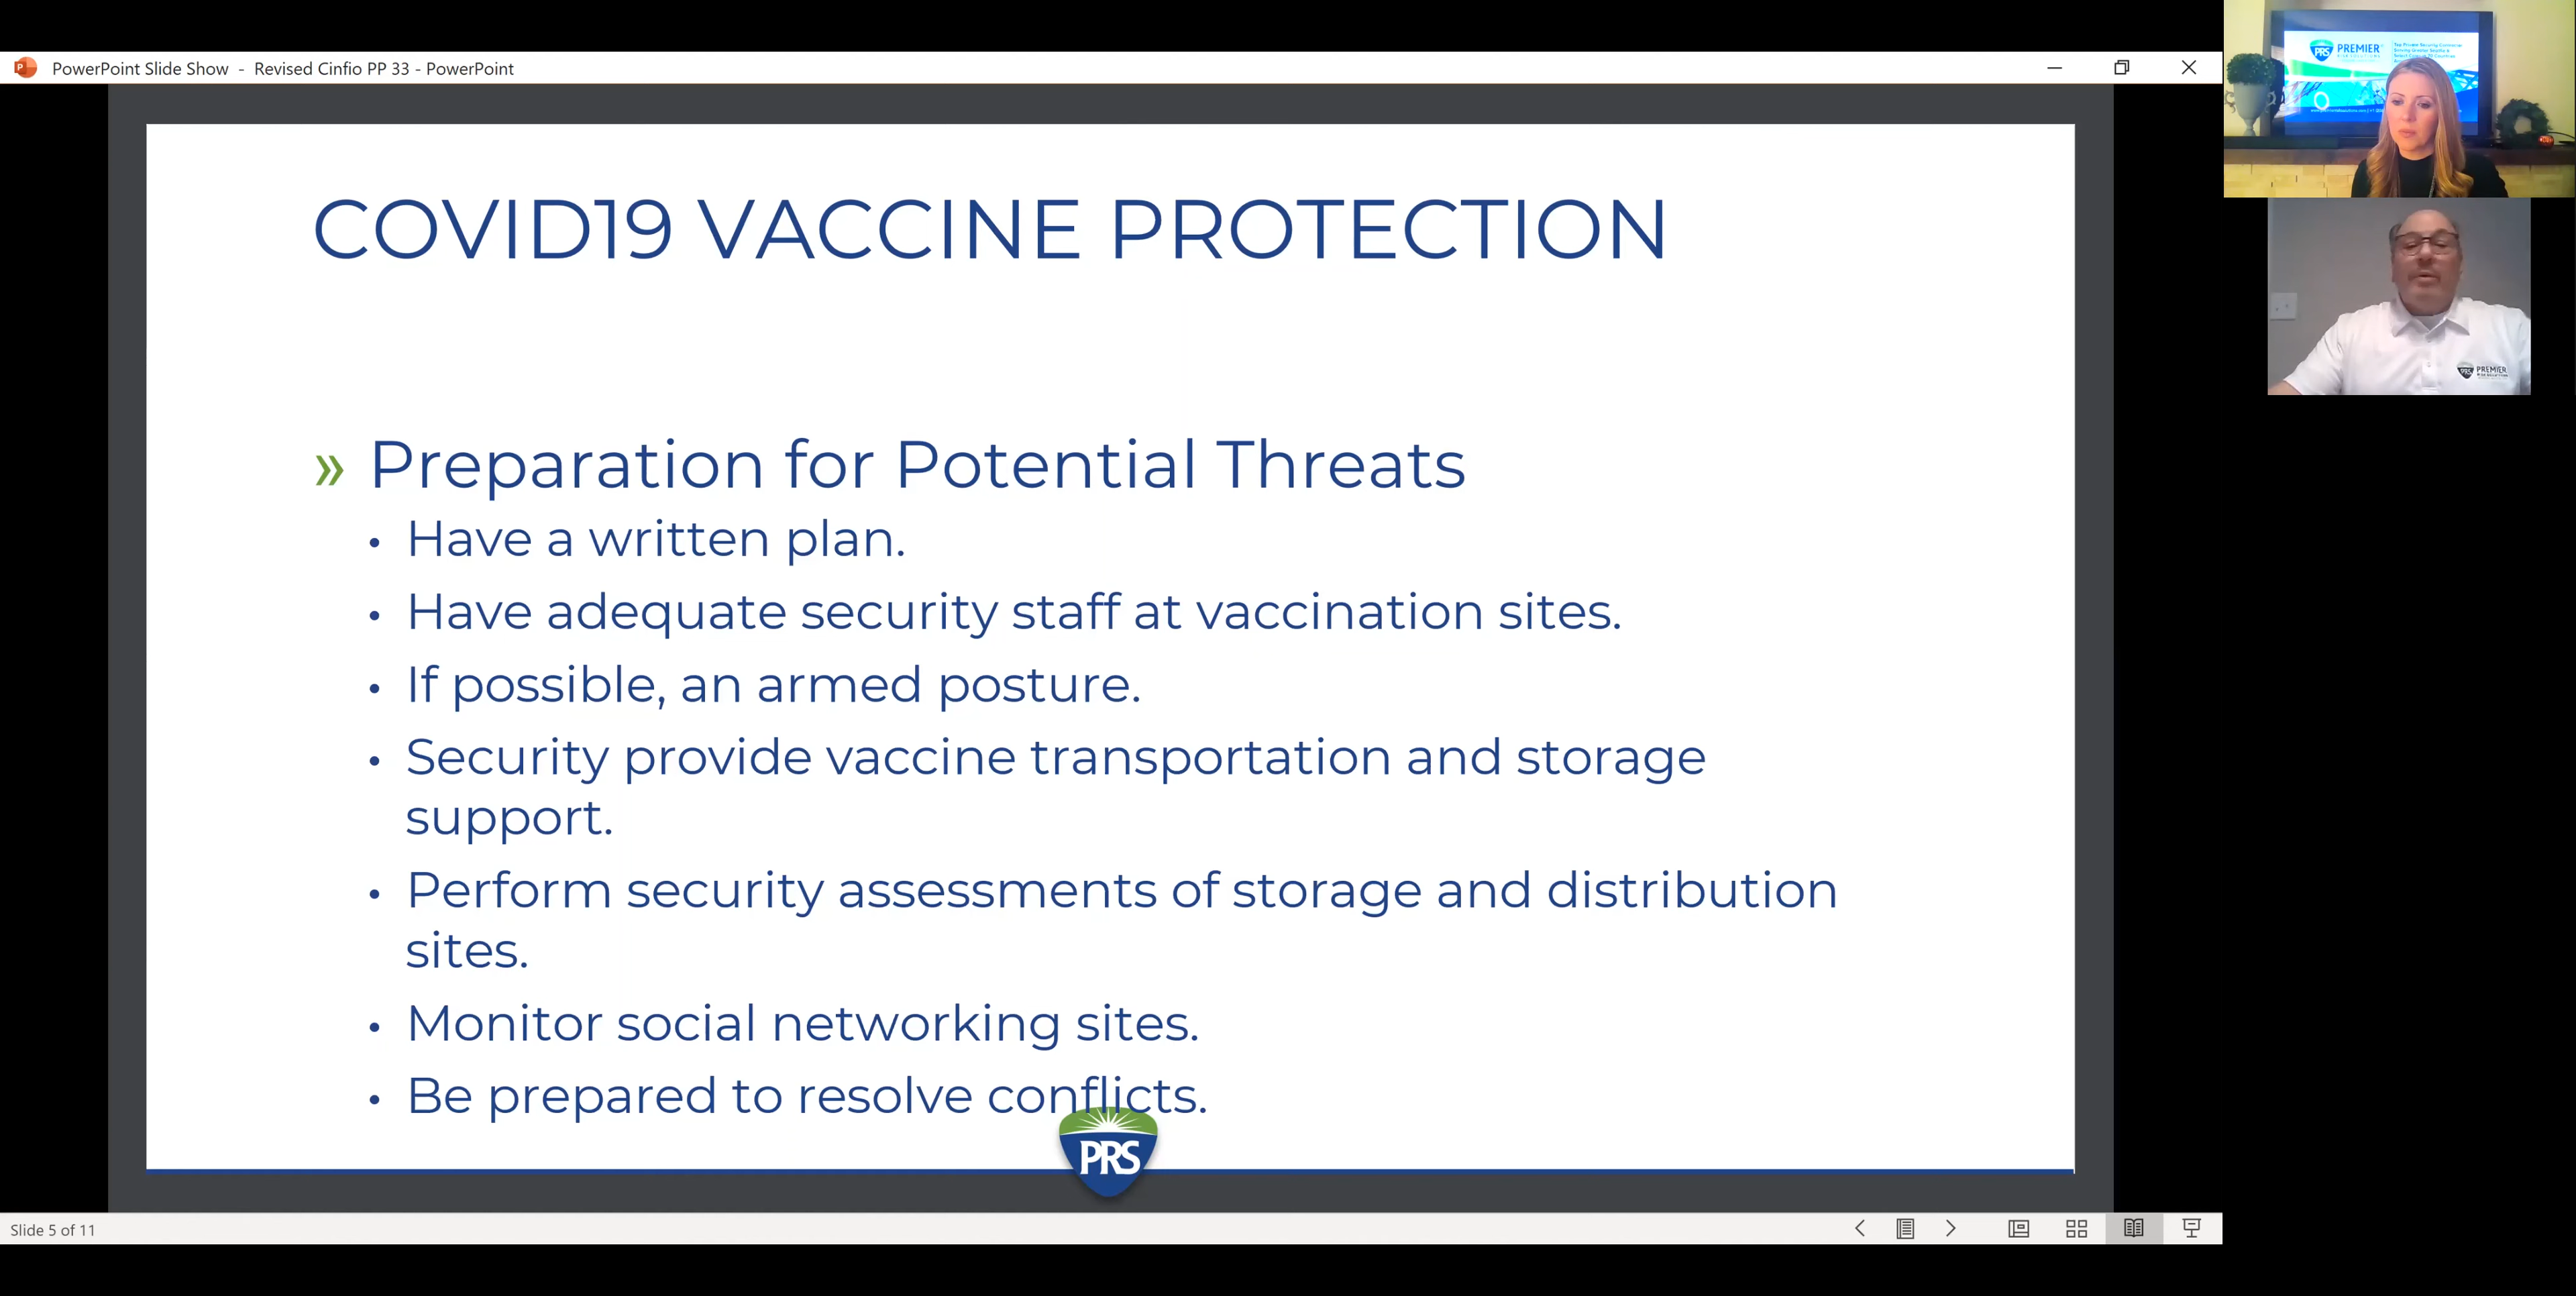 PowerPoint Slide Show - Revised Cinfio PP 33 - PowerPoint
COVID19 VACCINE PROTECTION
» Preparation for Potential Threats
• Have a written plan.
• Have adequate security staff at vaccination sites.
• If possible, an armed posture.
• Security provide vaccine transportation and storage
support.
• Perform security assessments of storage and distribution
sites.
• Monitor social networking sites.
• Be prepared to resolve conflicts.
PRS
Slide 5 of 11
PRS PREMIER
PRS PREMIER